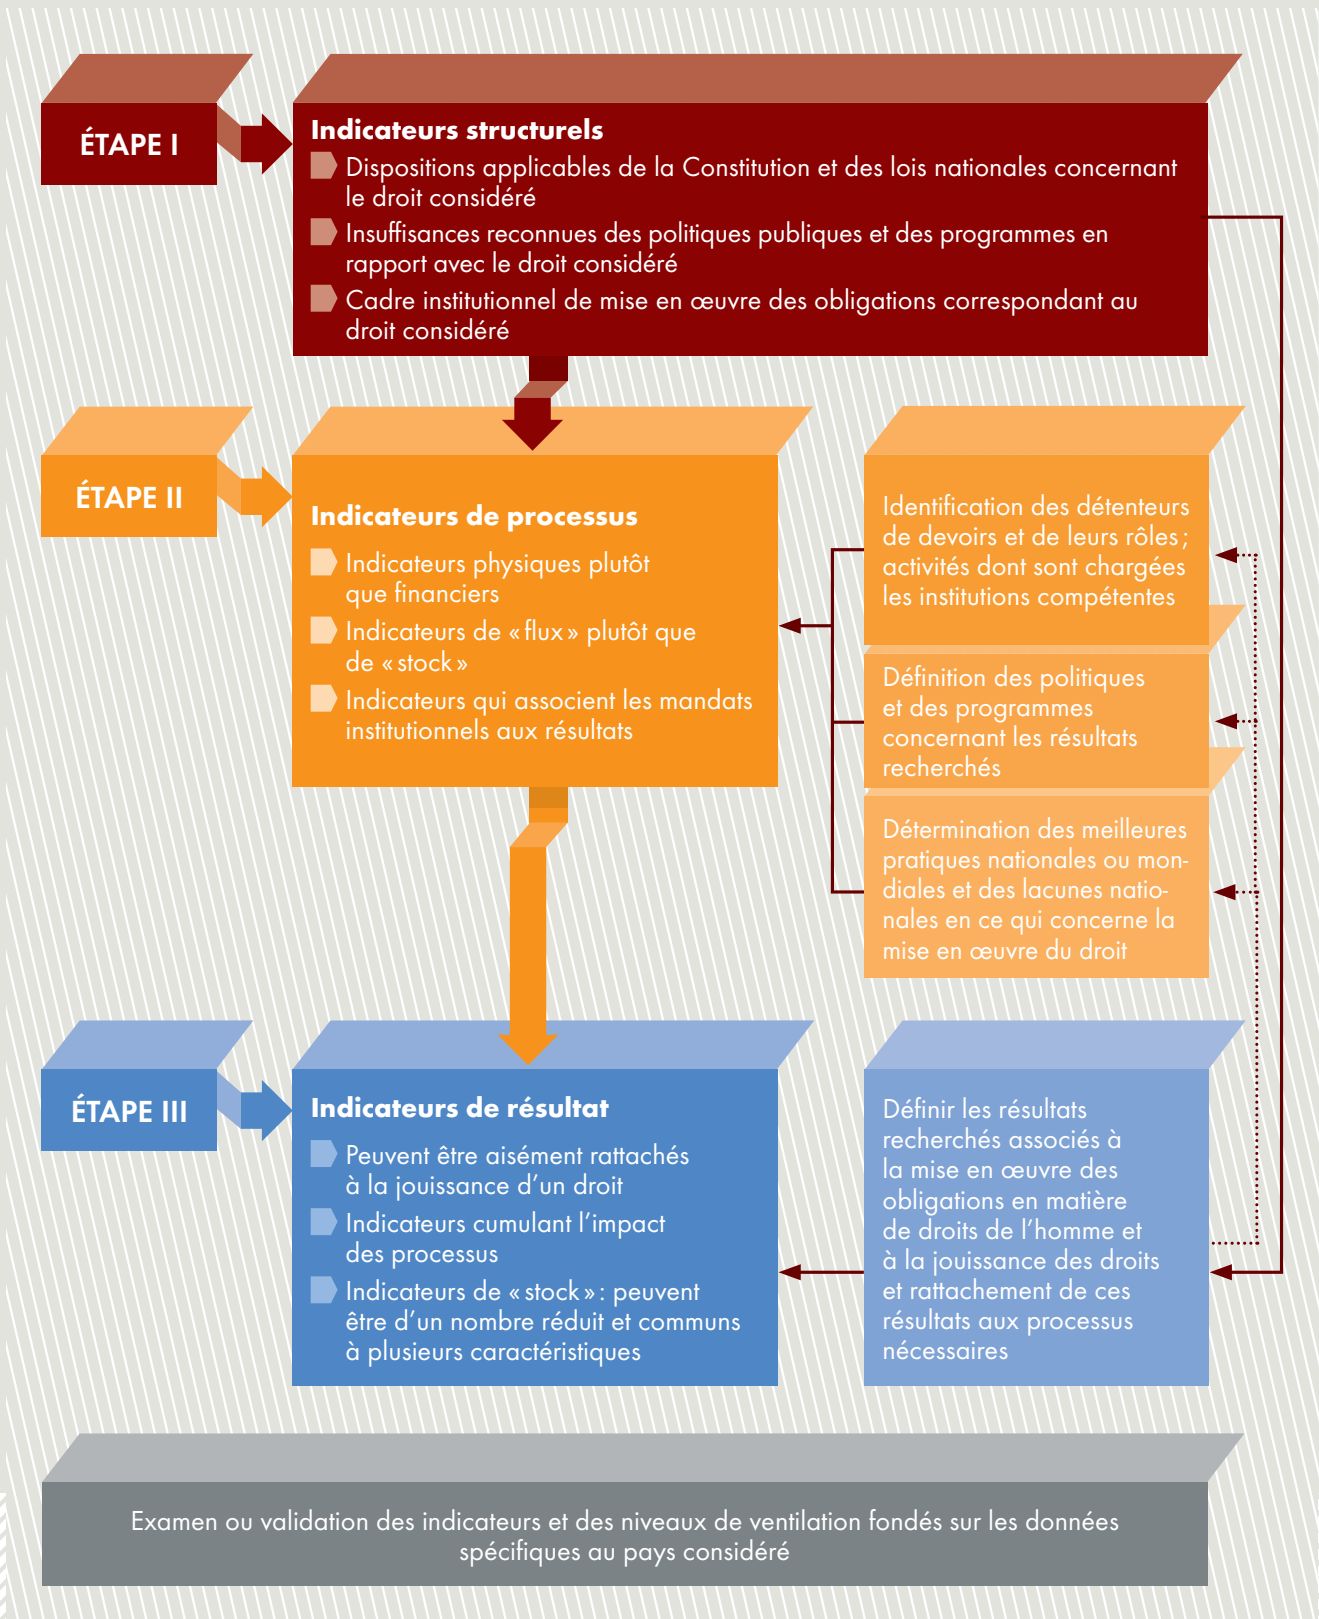 ÉTAPE I
Indicateurs structurels
Dispositions applicables de la Constitution et des lois nationales concernant
le droit considéré
Insuffisances reconnues des politiques publiques et des programmes en
rapport avec le droit considéré
Cadre institutionnel de mise en œuvre des obligations correspondant au
droit considéré
ÉTAPE II
Indicateurs de processus
Indicateurs physiques plutôt
que financiers
Indicateurs de « flux » plutôt que
de « stock »
Indicateurs qui associent les mandats
institutionnels aux résultats
Identification des détenteurs
de devoirs et de leurs rôles ;
activités dont sont chargées
les institutions compétentes
Définition des politiques
et des programmes
concernant les résultats
recherchés
Détermination des meilleures
pratiques nationales ou mon-
diales et des lacunes natio-
nales en ce qui concerne la
mise en œuvre du droit
ÉTAPE III
Indicateurs de résultat
Peuvent être aisément rattachés
à la jouissance d’un droit
Indicateurs cumulant l’impact
des processus
Indicateurs de « stock » : peuvent
être d’un nombre réduit et communs
à plusieurs caractéristiques
Définir les résultats
recherchés associés à
la mise en œuvre des
obligations en matière
de droits de l’homme et
à la jouissance des droits
et rattachement de ces
résultats aux processus
nécessaires
Examen ou validation des indicateurs et des niveaux de ventilation fondés sur les données
spécifiques au pays considéré